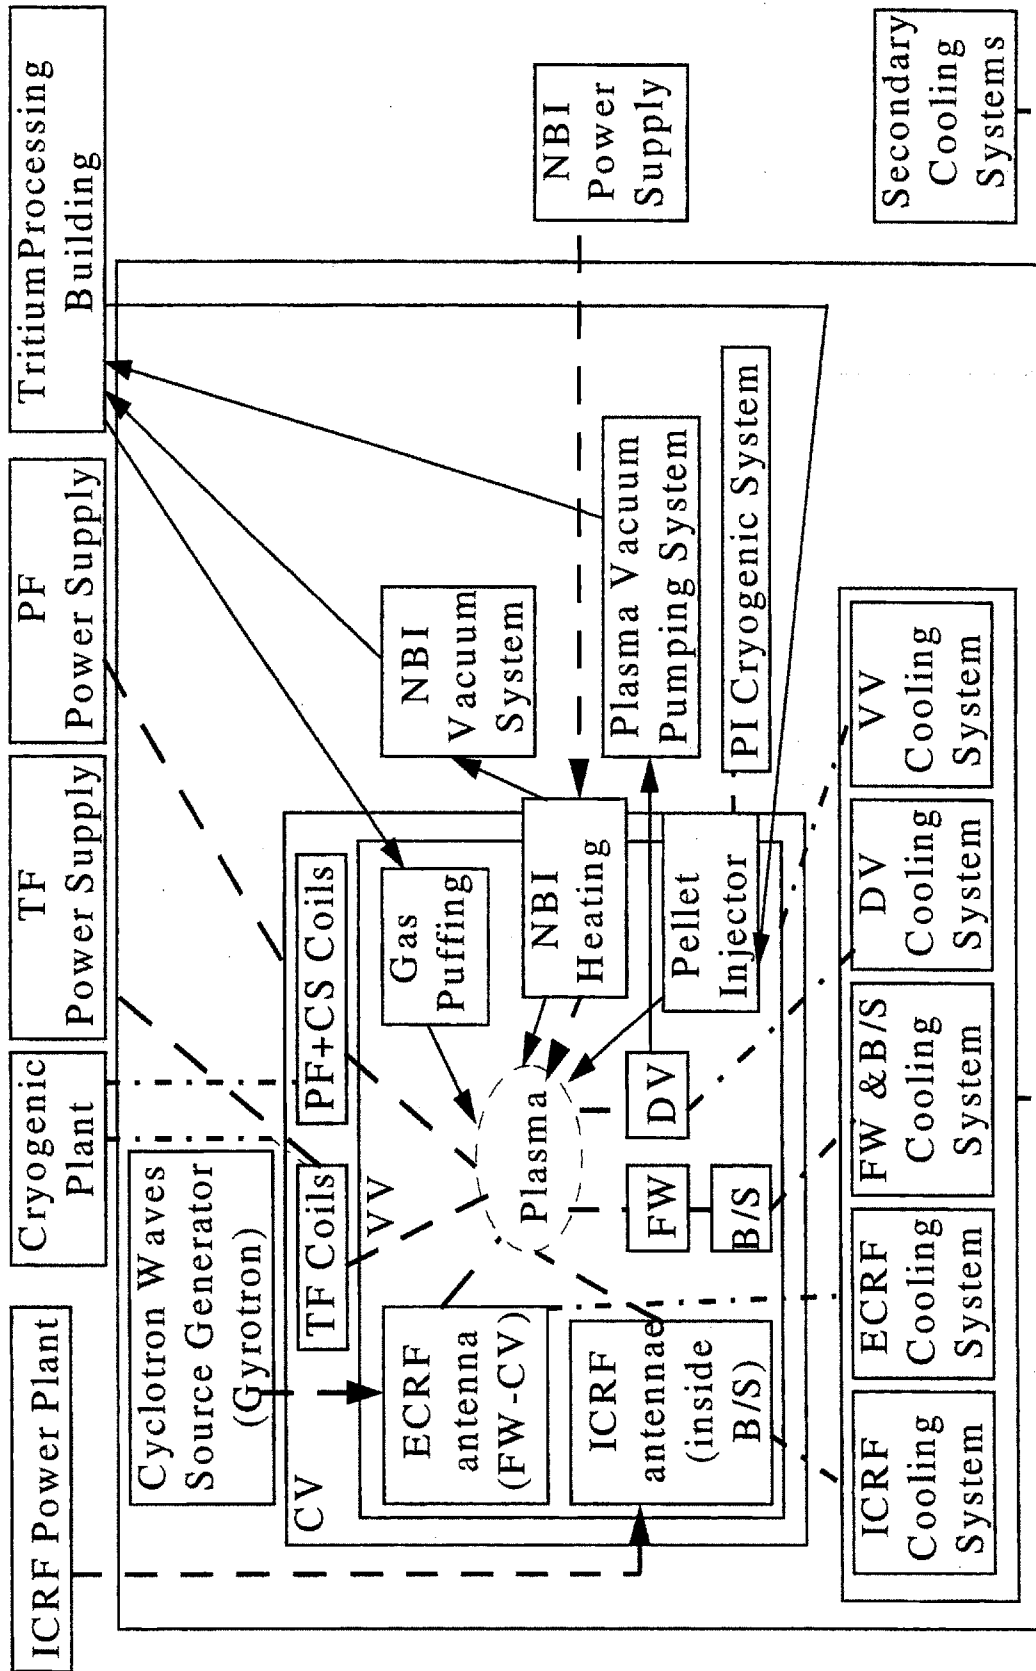 ICRF Power Plant
Cryogenic
Plant
TF
Power Supply
PF
Power Supply
TritiumProcessing
Building
Cyclotron Waves
Source Generator
(Gyrotron)
CV
TF Coils
PF+CS Coils
VV
Gas
Puffing
NBI
Vacuum
System
ECRF
antenna
(FW-CV)
Plasma
NBI
Heating
NBI
Power
Supply
ICRF
antennae
(inside
B/S)
FW
B/S
DV
Pellet
Injector
Plasma Vacuum
Pumping System
PI Cryogenic System
ICRF
Cooling
System
ECRF
Cooling
System
FW &B/S
Cooling
System
DV
Cooling
System
VV
Cooling
System
Secondary
Cooling
Systems